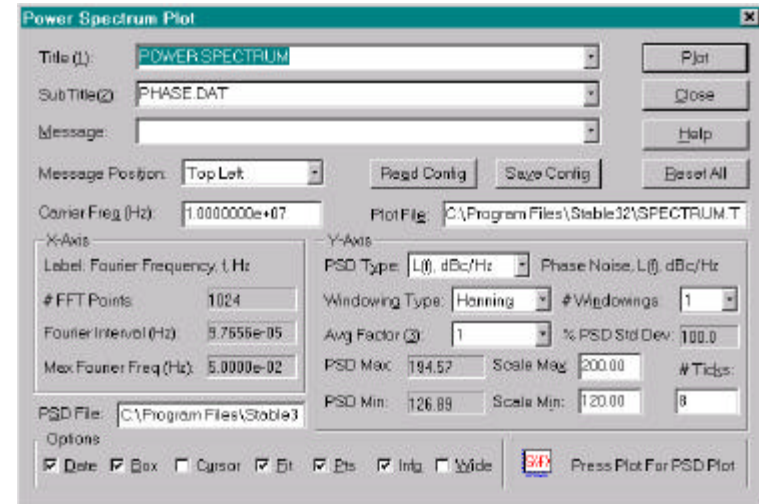 Power Spectrum Plot
Title (1): POWER SPECTRUM Plot
SubTitle(2): PHASE.DAT Close
Message: Help
Message Position: Top Left Read Config Save Config Reset All
Carrier Freq (Hz): 1.0000000e+07 Plot File: C:\Program Files\Stable32\SPECTRUM.T
X-Axis
Label: Fourier Frequency, f, Hz
# FFT Points: 1024
Fourier Interval (Hz): 9.7656e-05
Max Fourier Freq (Hz): 5.0000e-02
Y-Axis
PSD Type: L(f), dBc/Hz Phase Noise, L(f), dBc/Hz
Windowing Type: Hanning # Windowings: 1
Avg Factor (3): 1 % PSD Std Dev: 100.0
PSD Max: 194.57 Scale Max: 200.00 # Ticks:
PSD Min: 126.89 Scale Min: 120.00 8
PSD File: C:\Program Files\Stable3
Options
Date Box Cursor Fit Pts Info Wide Press Plot For PSD Plot